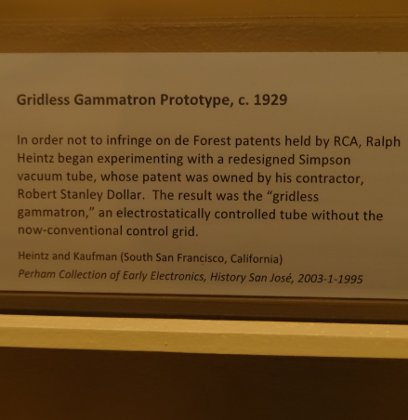 Gridless Gammatron Prototype, c. 1929
In order not to infringe on de Forest patents held by RCA, Ralph
Heintz began experimenting with a redesigned Simpson
vacuum tube, whose patent was owned by his contractor,
Robert Stanley Dollar.  The result was the “gridless
gammatron,” an electrostatically controlled tube without the
now-conventional control grid.
Heintz and Kaufman (South San Francisco, California)
Perham Collection of Early Electronics, History San José, 2003-1-1995